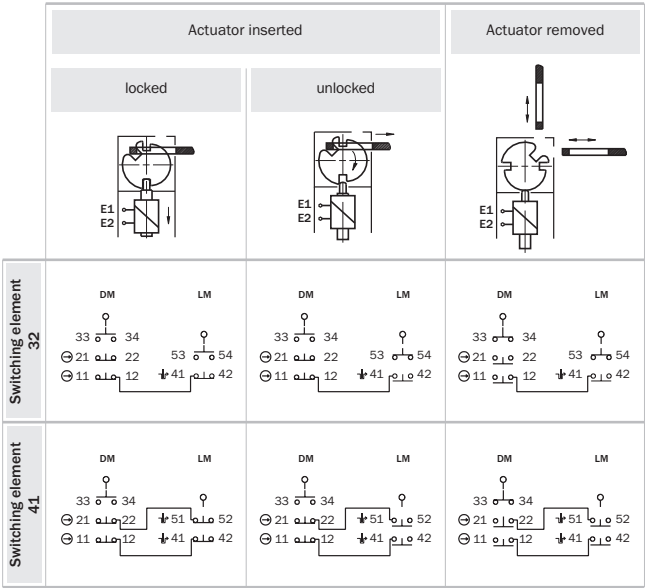 Actuator inserted
Actuator removed
locked
unlocked
E1
E2
E1
E2
E1
E2
Switching element
32
DM LM
33 34
21 22 53 54
11 12 41 42
DM LM
33 34
21 22 53 54
11 12 41 42
DM LM
33 34
21 22 53 54
11 12 41 42
Switching element
41
DM LM
33 34
21 22 51 52
11 12 41 42
DM LM
33 34
21 22 51 52
11 12 41 42
DM LM
33 34
21 22 51 52
11 12 41 42